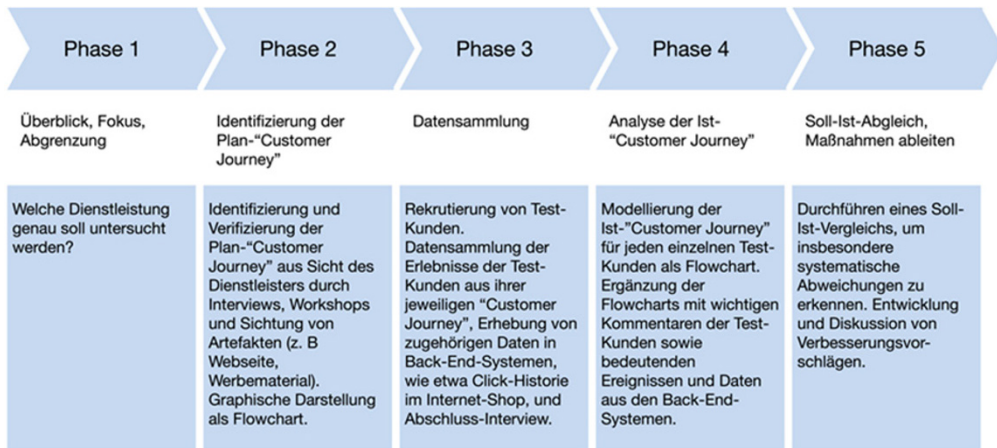 Phase 1
Phase 2
Phase 3
Phase 4
Phase 5
Überblick, Fokus,
Abgrenzung
Identifizierung der
Plan-“Customer
Journey”
Datensammlung
Analyse der Ist-
“Customer Journey”
Soll-Ist-Abgleich,
Maßnahmen ableiten
Welche Dienstleistung
genau soll untersucht
werden?
Identifizierung und
Verifizierung der
Plan-“Customer
Journey” aus Sicht des
Dienstleisters durch
Interviews, Workshops
und Sichtung von
Artefakten (z. B
Webseite,
Werbematerial).
Graphische Darstellung
als Flowchart.
Rekrutierung von Test-
Kunden.
Datensammlung der
Erlebnisse der Test-
Kunden aus ihrer
jeweiligen “Customer
Journey”, Erhebung von
zugehörigen Daten in
Back-End-Systemen,
wie etwa Click-Historie
im Internet-Shop, und
Abschluss-Interview.
Modellierung der
Ist-”Customer Journey”
für jeden einzelnen Test-
Kunden als Flowchart.
Ergänzung der
Flowcharts mit wichtigen
Kommentaren der Test-
Kunden sowie
bedeutenden
Ereignissen und Daten
aus den Back-End-
Systemen.
Durchführen eines Soll-
Ist-Vergleichs, um
insbesondere
systematische
Abweichungen zu
erkennen. Entwicklung
und Diskussion von
Verbesserungsvor-
schlägen.